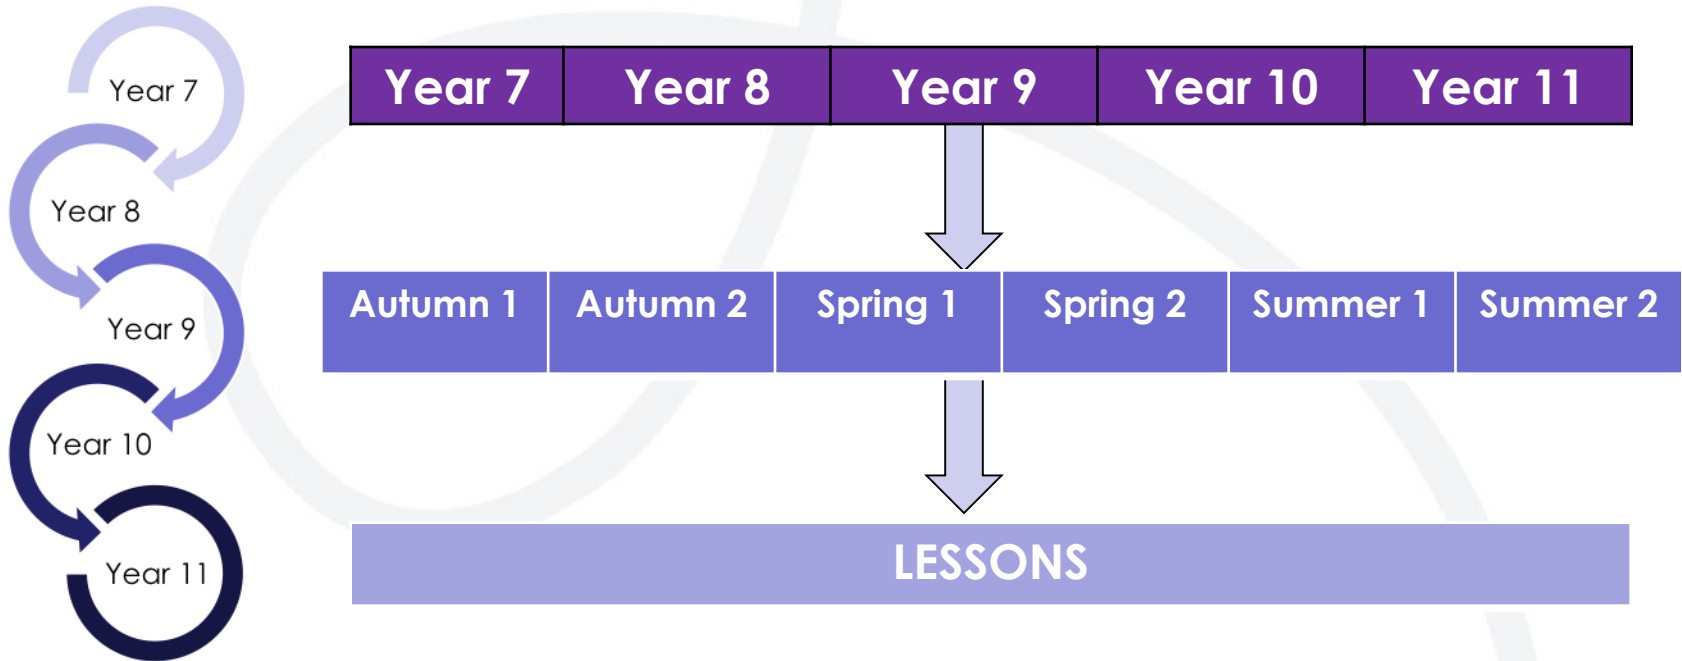 Year 7
Year 8
Year 9
Year 10
Year 11
Year 7 Year 8 Year 9 Year 10 Year 11
Autumn 1 Autumn 2 Spring 1 Spring 2 Summer 1 Summer 2
LESSONS